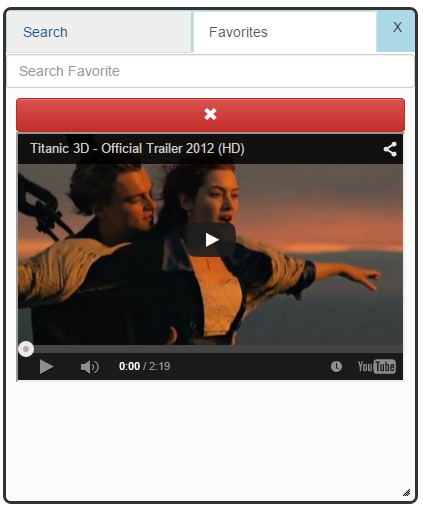 Search
Favorites
X
Search Favorite
Titanic 3D - Official Trailer 2012 (HD)
0:00 / 2:19
YouTube